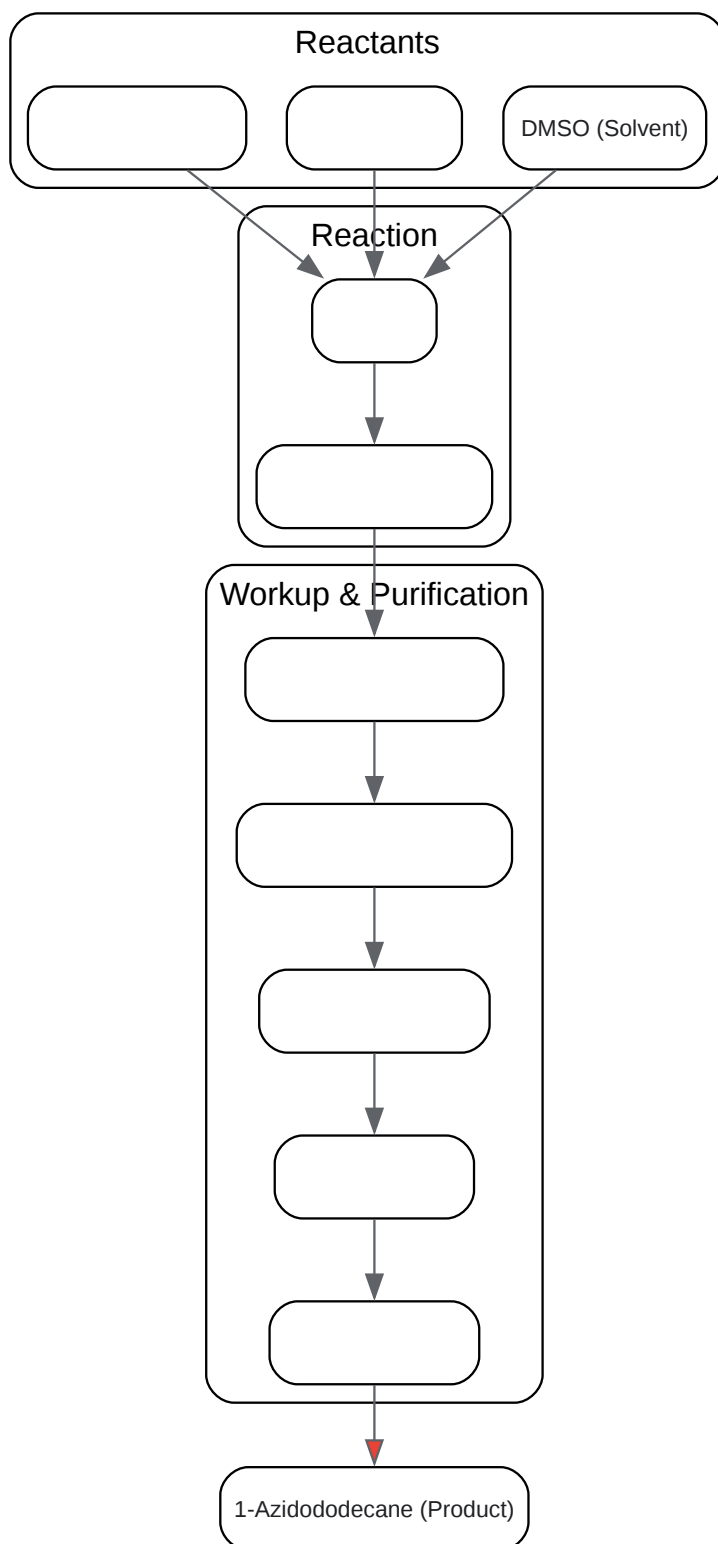 Reactants
DMSO (Solvent)
Reaction
Workup & Purification
1-Azidododecane (Product)